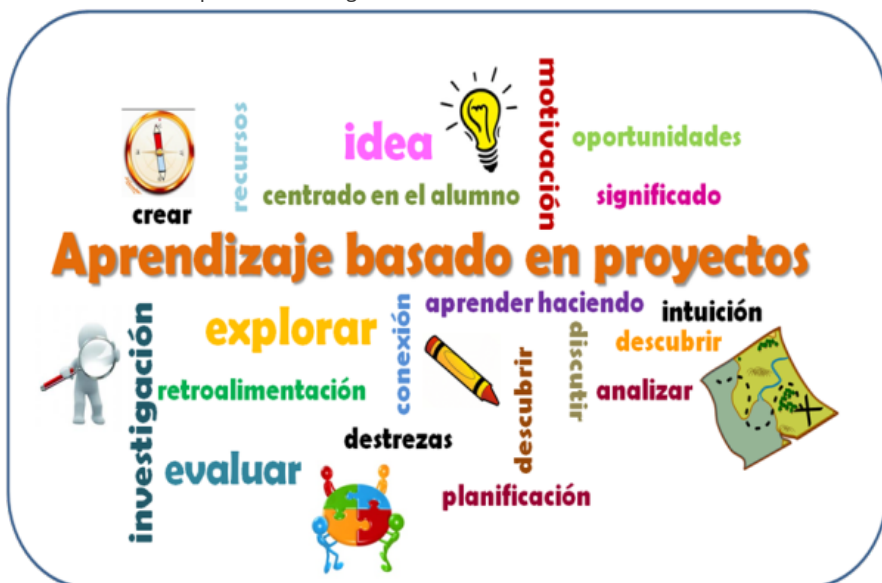 recursos
idea
motivación
oportunidades
centrado en el alumno
significado
crear
Aprendizaje basado en proyectos
investigación
explorar
conexión
aprender haciendo
intuición
discutir
descubrir
retroalimentación
descubrir
analizar
destrezas
evaluar
planificación